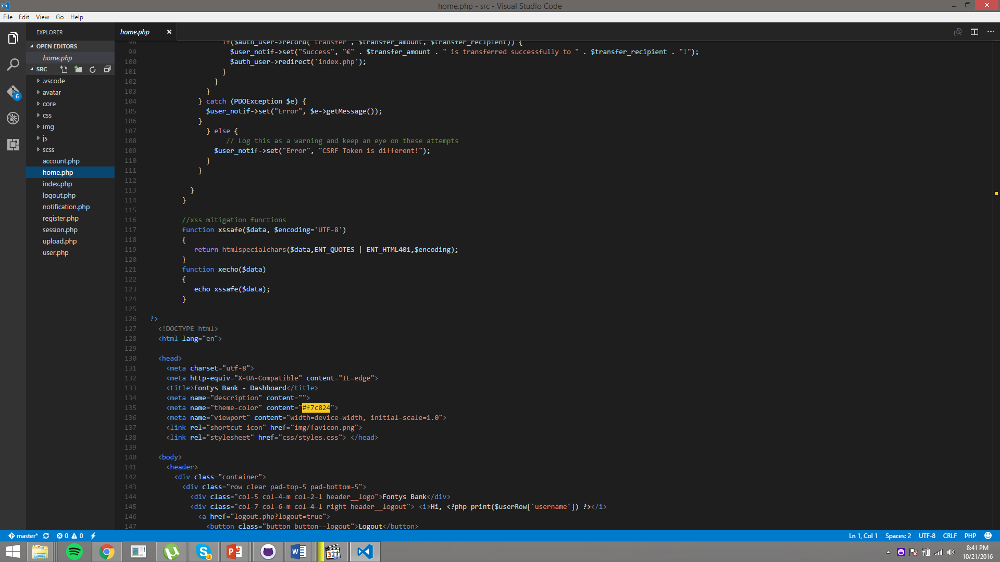 home.php - src - Visual Studio Code
File Edit View Go Help
EXPLORER
OPEN EDITORS
home.php
SRC
.vscode
avatar
core
css
img
js
scss
account.php
home.php
index.php
logout.php
notification.php
register.php
session.php
upload.php
user.php
6
home.php
98 if($auth_user->record("transfer", $transfer_amount, $transfer_recipient)) {
99 $user_notif->set("Success", "€" . $transfer_amount . " is transferred successfully to " . $transfer_recipient . "!");
100 $auth_user->redirect('index.php');
101 }
102 }
103 }
104 } catch (PDOException $e) {
105 $user_notif->set("Error", $e->getMessage());
106 }
107 } else {
108 // Log this as a warning and keep an eye on these attempts
109 $user_notif->set("Error", "CSRF Token is different!");
110 }
111 }
112
113 }
114 }
115
116 //xss mitigation functions
117 function xssafe($data, $encoding='UTF-8')
118 {
119 return htmlspecialchars($data,ENT_QUOTES | ENT_HTML401,$encoding);
120 }
121 function xecho($data)
122 {
123 echo xssafe($data);
124 }
125
126 ?>
127 <!DOCTYPE html>
128 <html lang="en">
129
130 <head>
131 <meta charset="utf-8">
132 <meta http-equiv="X-UA-Compatible" content="IE=edge">
133 <title>Fontys Bank - Dashboard</title>
134 <meta name="description" content="">
135 <meta name="theme-color" content="#f7c824">
136 <meta name="viewport" content="width=device-width, initial-scale=1.0">
137 <link rel="shortcut icon" href="img/favicon.png">
138 <link rel="stylesheet" href="css/styles.css"> </head>
139
140 <body>
141 <header>
142 <div class="container">
143 <div class="row clear pad-top-5 pad-bottom-5">
144 <div class="col-5 col-4-m col-2-l header__logo">Fontys Bank</div>
145 <div class="col-7 col-6-m col-4-l right header__logout"> <i>Hi, <?php print($userRow['username']) ?></i>
146 <a href="logout.php?logout=true">
147 <button class="button button--logout">Logout</button>
master* 0 0 Ln 1, Col 1 Spaces: 2 UTF-8 CRLF PHP
8:41 PM
10/21/2016